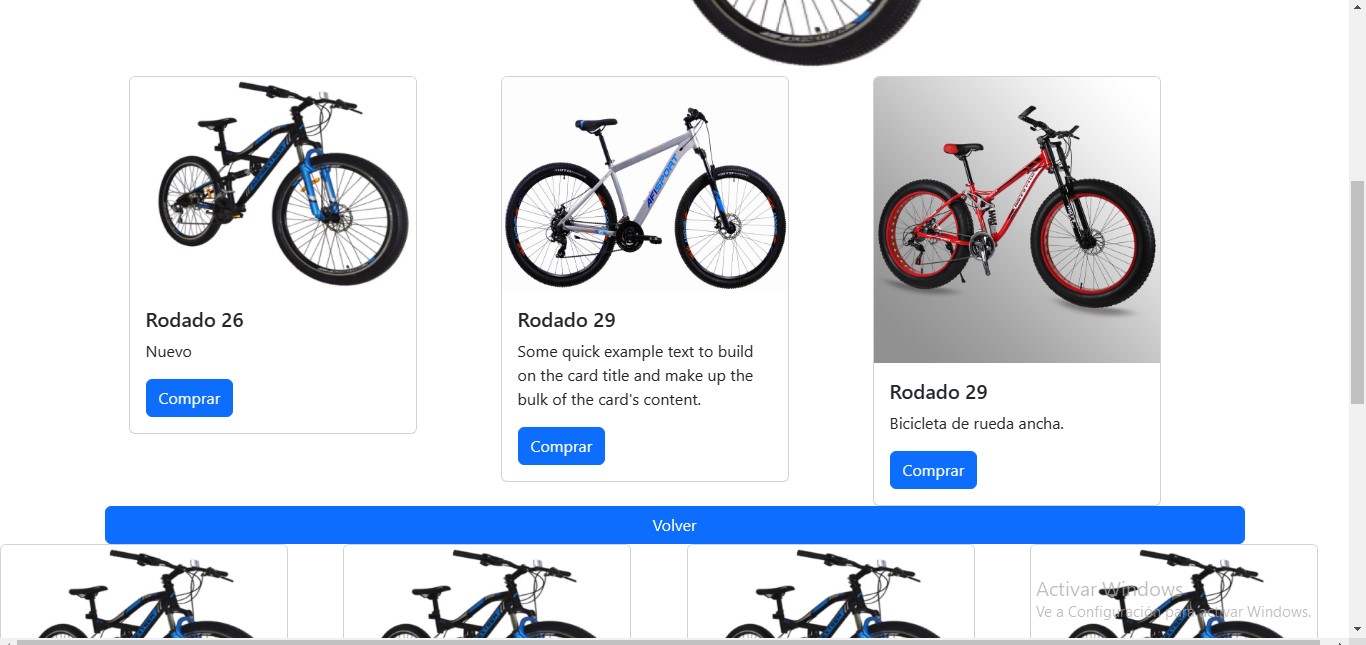 AFISPORT
Rodado 26
Nuevo
Comprar
Rodado 29
Some quick example text to build
on the card title and make up the
bulk of the card's content.
Comprar
Rodado 29
Bicicleta de rueda ancha.
Comprar
Volver
Activar Windows
Ve a Configuración para activar Windows.